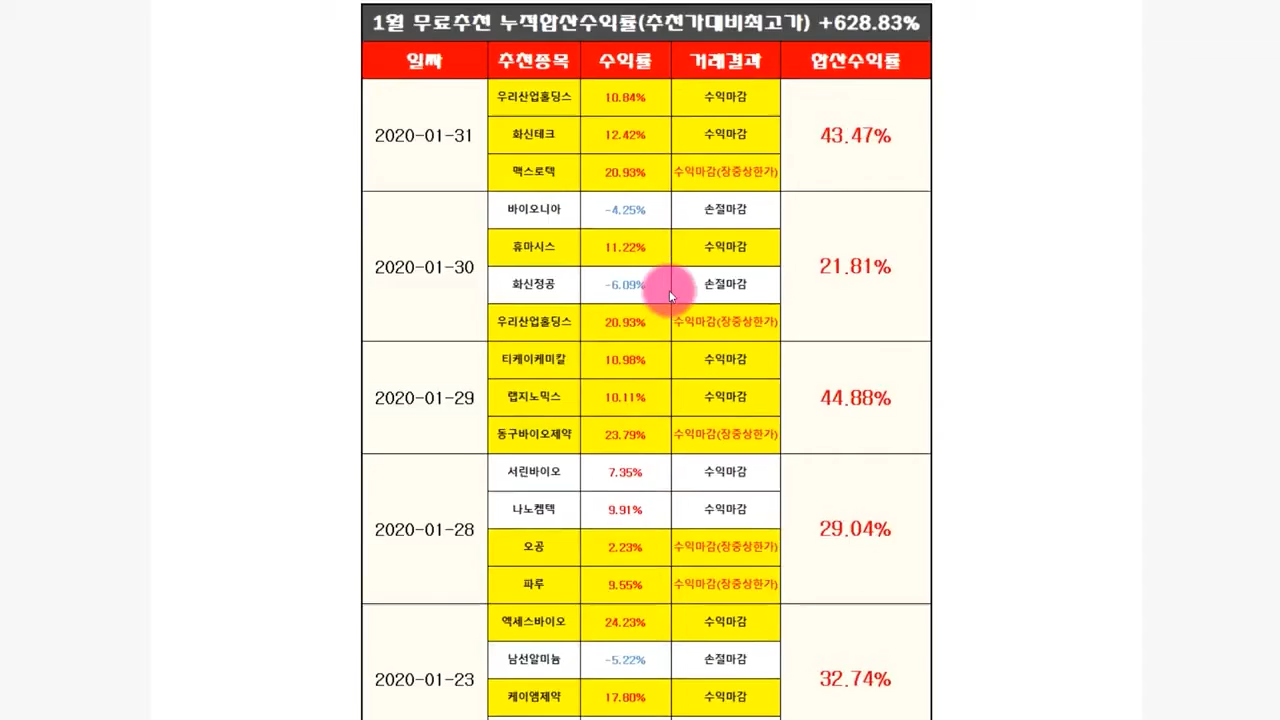 1월 무료추천 누적합산수익률(추천가대비최고가) +628.83%
일짜 추천종목 수익률 거래결과 합산수익률
2020-01-31 43.47%
우리산업홀딩스 10.84% 수익마감
화신테크 12.42% 수익마감
맥스로텍 20.93% 수익마감(장중상한가)
2020-01-30 21.81%
바이오니아 -4.25% 손절마감
휴마시스 11.22% 수익마감
화신정공 -6.09% 손절마감
우리산업홀딩스 20.93% 수익마감(장중상한가)
2020-01-29 44.88%
티케이케미칼 10.98% 수익마감
랩지노믹스 10.11% 수익마감
동구바이오제약 23.79% 수익마감(장중상한가)
2020-01-28 29.04%
서린바이오 7.35% 수익마감
나노켐텍 9.91% 수익마감
오공 2.23% 수익마감(장중상한가)
파루 9.55% 수익마감(장중상한가)
2020-01-23 32.74%
엑세스바이오 24.23% 수익마감
남선알미늄 -5.22% 손절마감
케이엠제약 17.80% 수익마감